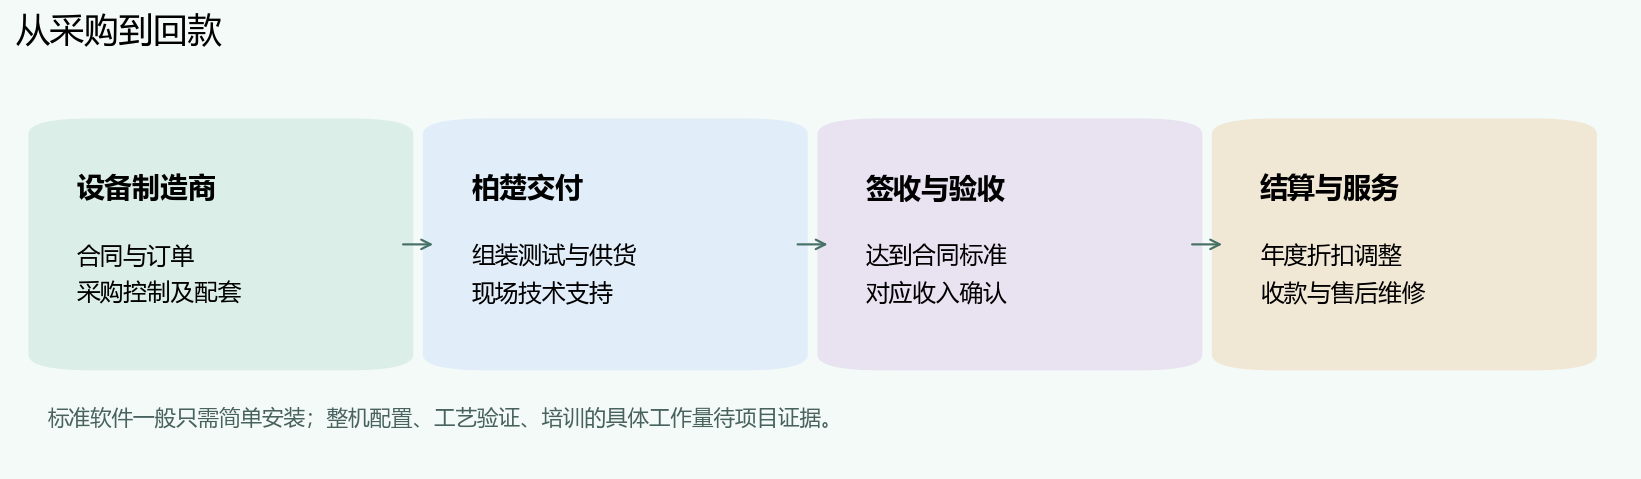 从采购到回款
设备制造商
合同与订单
采购控制及配套
柏楚交付
组装测试与供货
现场技术支持
签收与验收
达到合同标准
对应收入确认
结算与服务
年度折扣调整
收款与售后维修
标准软件一般只需简单安装；整机配置、工艺验证、培训的具体工作量待项目证据。